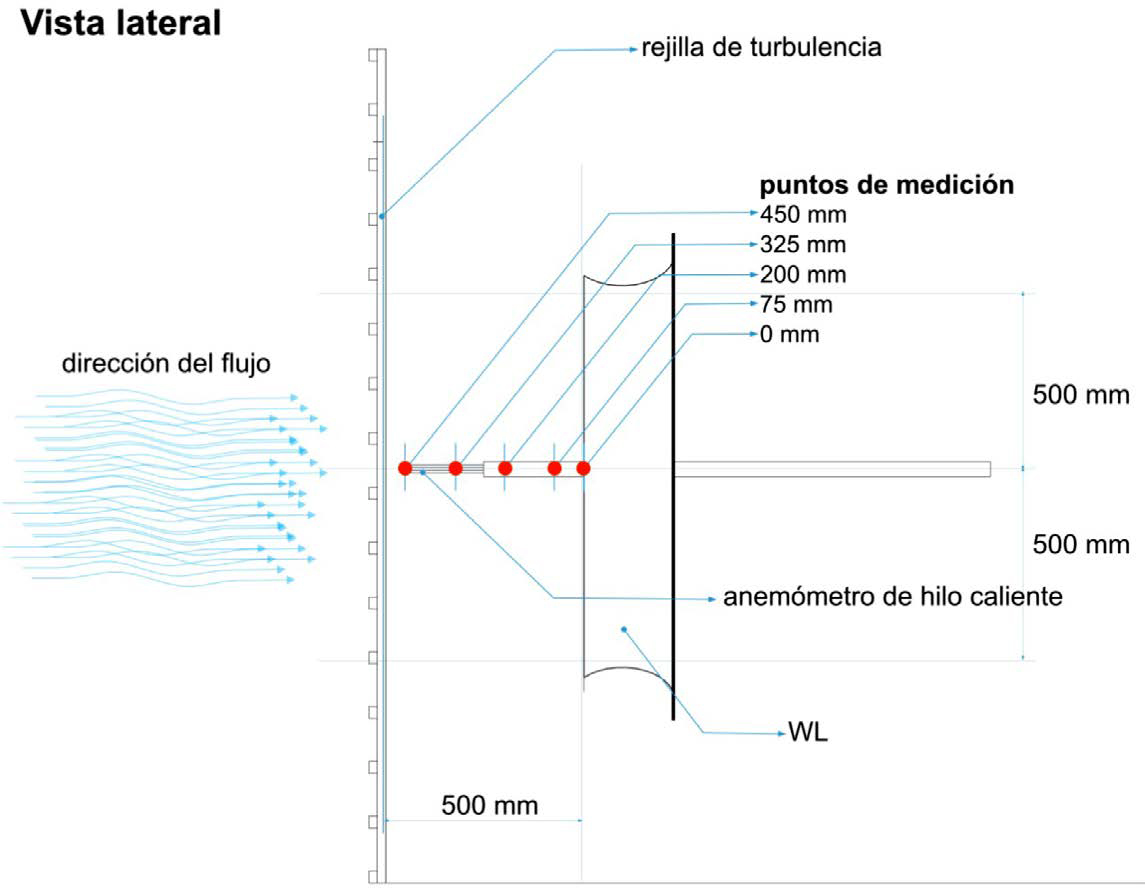 Vista lateral
rejilla de turbulencia
puntos de medición
450 mm
325 mm
200 mm
75 mm
0 mm
dirección del flujo
500 mm
500 mm
anemómetro de hilo caliente
WL
500 mm